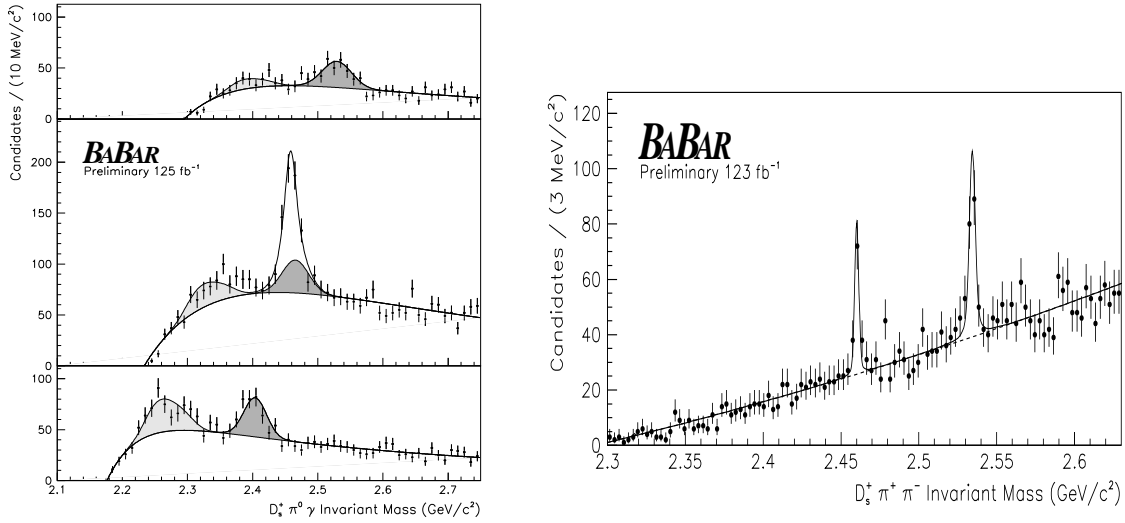 Candidates / (10 MeV/c²)
100
50
0
BABAR
Preliminary 125 fb⁻¹
200
150
100
50
0
100
50
0
2.1 2.2 2.3 2.4 2.5 2.6 2.7
Dₛ⁺ π⁰ γ Invariant Mass (GeV/c²)
Candidates / (3 MeV/c²)
BABAR
Preliminary 123 fb⁻¹
120
100
80
60
40
20
0
2.3 2.35 2.4 2.45 2.5 2.55 2.6
Dₛ⁺ π⁺ π⁻ Invariant Mass (GeV/c²)